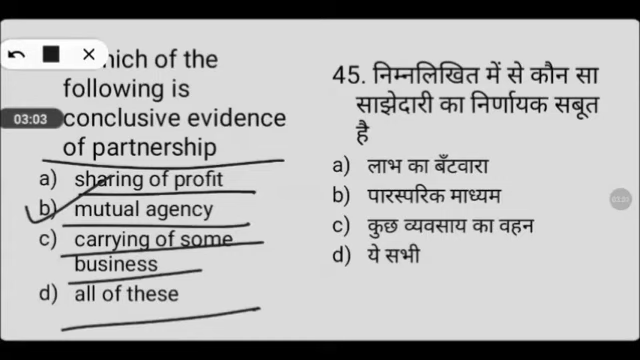 hich of the
following is
03:03
conclusive evidence
of partnership
a) sharing of profit
b) mutual agency
c) carrying of some
business
d) all of these
45. निम्नलिखित में से कौन सा
साझेदारी का निर्णायक सबूत
है
a) लाभ का बँटवारा
b) पारस्परिक माध्यम
c) कुछ व्यवसाय का वहन
d) ये सभी